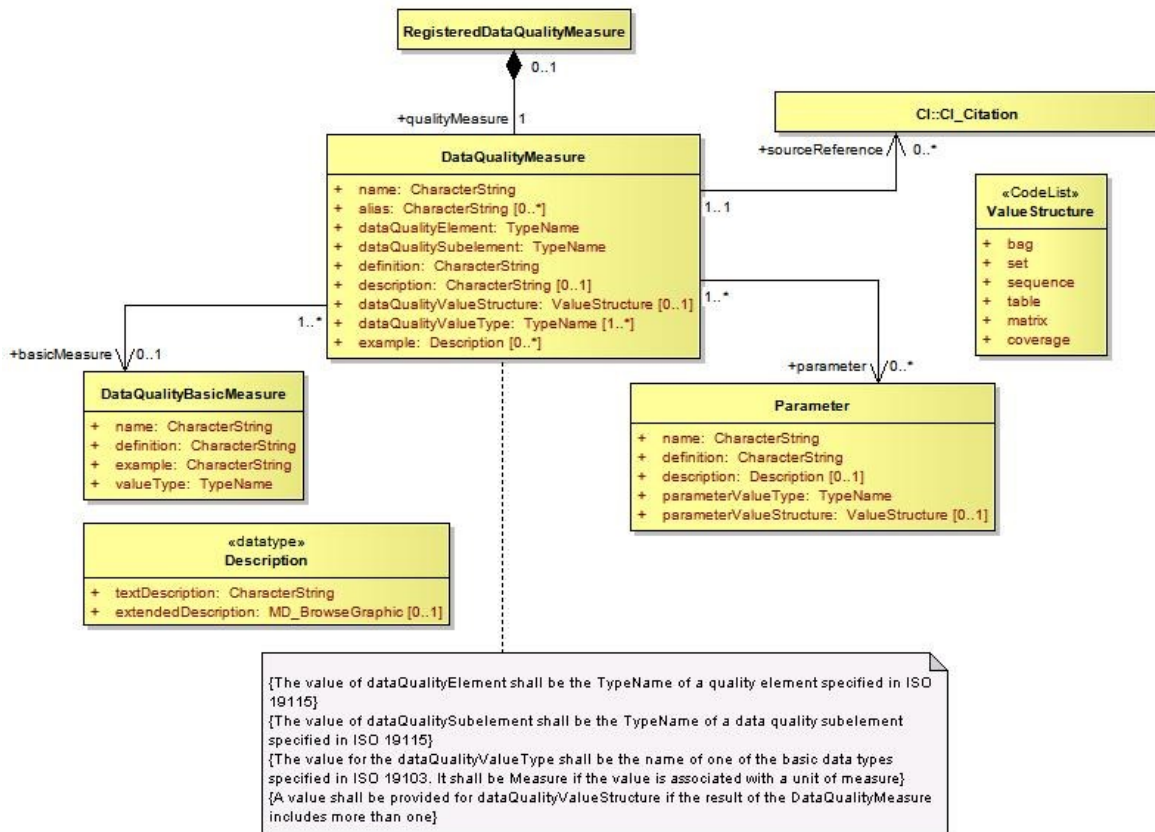 RegisteredDataQualityMeasure
0..1
+qualityMeasure 1
DataQualityMeasure
+ name: CharacterString
+ alias: CharacterString [0..*]
+ dataQualityElement: TypeName
+ dataQualitySubelement: TypeName
+ definition: CharacterString
+ description: CharacterString [0..1]
+ dataQualityValueStructure: ValueStructure [0..1]
+ dataQualityValueType: TypeName [1..*]
+ example: Description [0..*]
CI::CI_Citation
+sourceReference 0..*
1..1
«CodeList»
ValueStructure
+ bag
+ set
+ sequence
+ table
+ matrix
+ coverage
1..*
+parameter 0..*
1..*
+basicMeasure 0..1
DataQualityBasicMeasure
+ name: CharacterString
+ definition: CharacterString
+ example: CharacterString
+ valueType: TypeName
Parameter
+ name: CharacterString
+ definition: CharacterString
+ description: Description [0..1]
+ parameterValueType: TypeName
+ parameterValueStructure: ValueStructure [0..1]
«datatype»
Description
+ textDescription: CharacterString
+ extendedDescription: MD_BrowseGraphic [0..1]
{The value of dataQualityElement shall be the TypeName of a quality element specified in ISO
19115}
{The value of dataQualitySubelement shall be the TypeName of a data quality subelement
specified in ISO 19115}
{The value for the dataQualityValueType shall be the name of one of the basic data types
specified in ISO 19103. It shall be Measure if the value is associated with a unit of measure}
{A value shall be provided for dataQualityValueStructure if the result of the DataQualityMeasure
includes more than one}